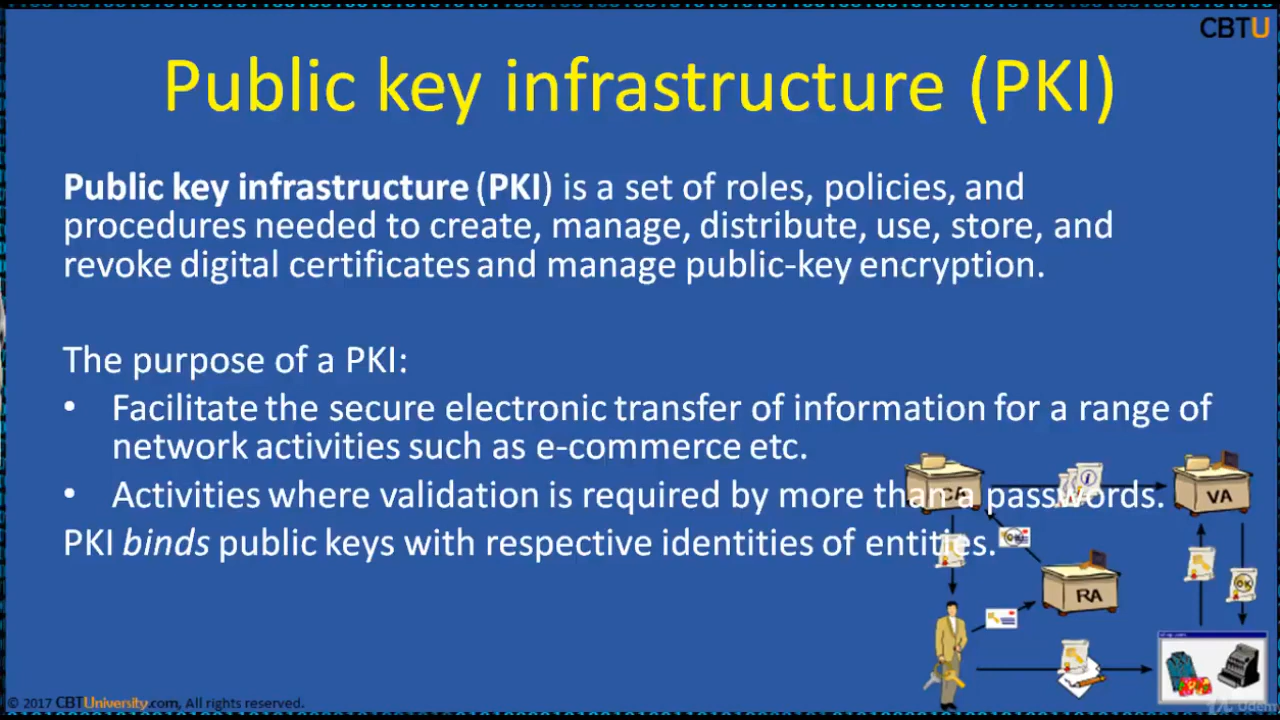 CBTU
Public key infrastructure (PKI)
Public key infrastructure (PKI) is a set of roles, policies, and
procedures needed to create, manage, distribute, use, store, and
revoke digital certificates and manage public-key encryption.
The purpose of a PKI:
• Facilitate the secure electronic transfer of information for a range of
network activities such as e-commerce etc.
• Activities where validation is required by more than a passwords.
PKI binds public keys with respective identities of entities.
CA
VA
OK
RA
© 2017 CBTUniversity.com, All rights reserved.
Udemy